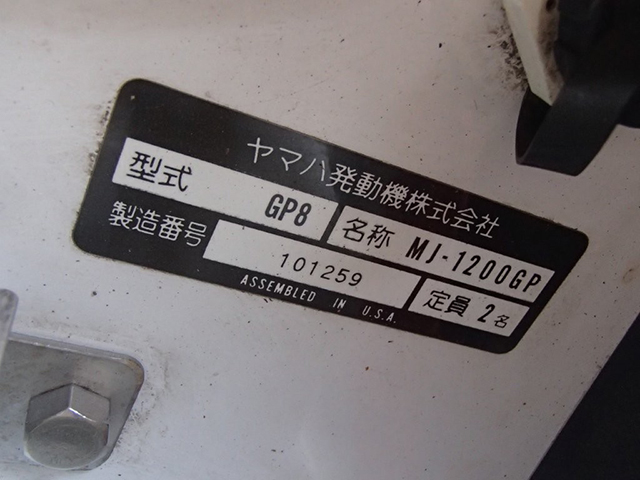 ヤマハ発動機株式会社
型式 GP8 名称 MJ-1200GP
製造番号 101259 定員 2名
ASSEMBLED IN U.S.A.